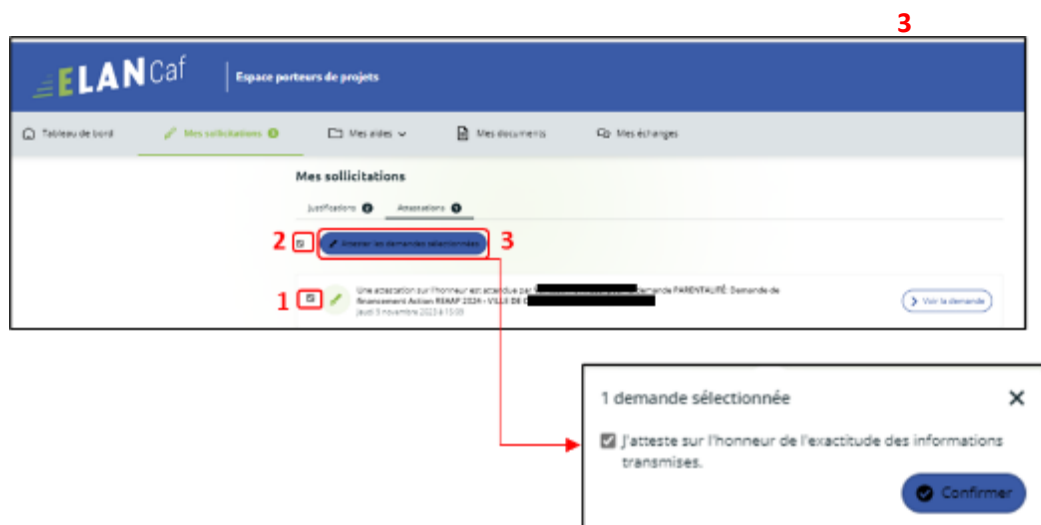 3
ELAN Caf
Espace porteurs de projets
Tableau de bord
Mes sollicitations
Mes aides
Mes documents
Mes échanges
Mes sollicitations
Justifications
Attestations
2
Attester les demandes sélectionnées
3
1
Une attestation sur l'honneur est attendue par demande PARENTALITÉ: Demande de
financement Action REAAP 2024 - VILLE DE
jeudi 9 novembre 2023 à 15:09
Voir la demande
1 demande sélectionnée
J'atteste sur l'honneur de l'exactitude des informations
transmises.
Confirmer